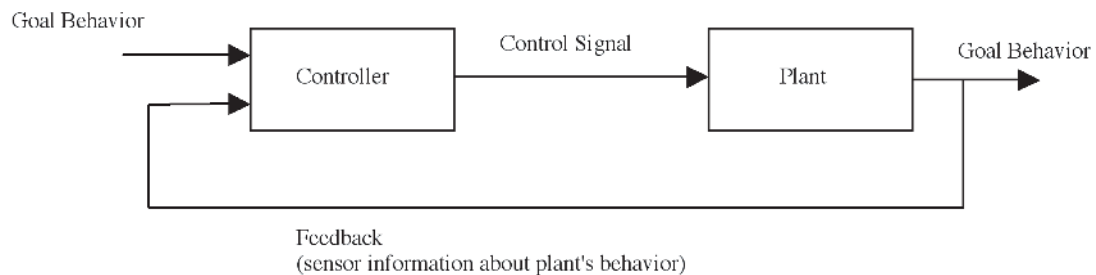 Goal Behavior
Control Signal
Goal Behavior
Controller
Plant
Feedback
(sensor information about plant's behavior)